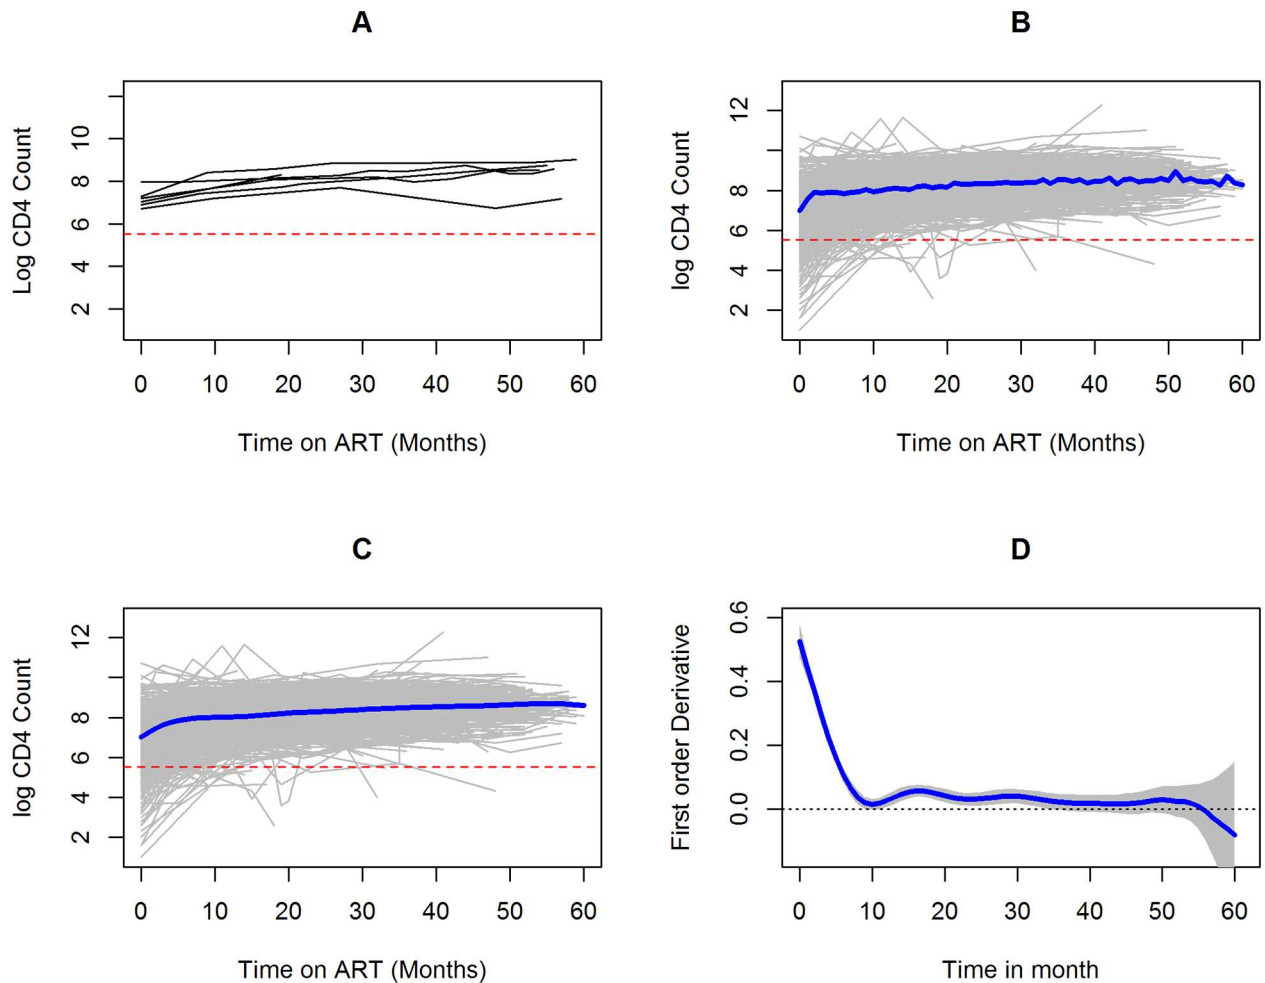 A
Log CD4 Count
10
8
6
4
2
0 10 20 30 40 50 60
Time on ART (Months)
B
log CD4 Count
12
8
6
4
2
0 10 20 30 40 50 60
Time on ART (Months)
C
log CD4 Count
12
8
6
4
2
0 10 20 30 40 50 60
Time on ART (Months)
D
First order Derivative
0.6
0.4
0.2
0.0
0 10 20 30 40 50 60
Time in month